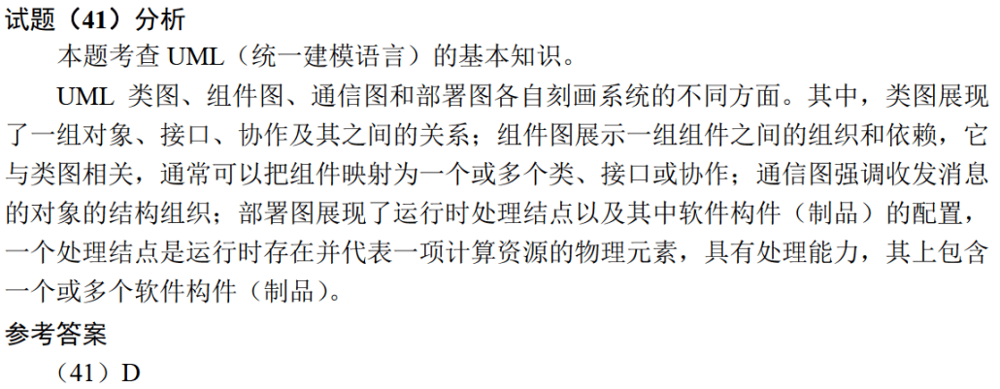 试题（41）分析
本题考查 UML（统一建模语言）的基本知识。
UML 类图、组件图、通信图和部署图各自刻画系统的不同方面。其中，类图展现
了一组对象、接口、协作及其之间的关系；组件图展示一组组件之间的组织和依赖，它
与类图相关，通常可以把组件映射为一个或多个类、接口或协作；通信图强调收发消息
的对象的结构组织；部署图展现了运行时处理结点以及其中软件构件（制品）的配置，
一个处理结点是运行时存在并代表一项计算资源的物理元素，具有处理能力，其上包含
一个或多个软件构件（制品）。
参考答案
（41）D